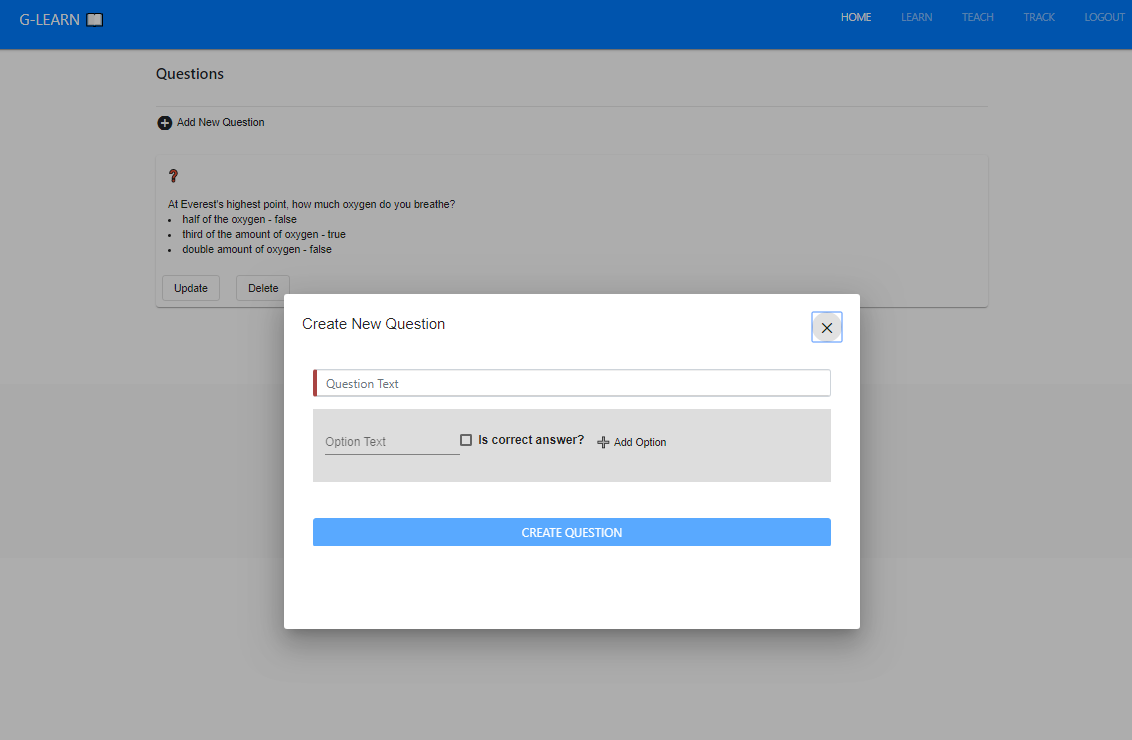 G-LEARN
HOME LEARN TEACH TRACK LOGOUT
Questions
Add New Question
At Everest's highest point, how much oxygen do you breathe?
half of the oxygen - false
third of the amount of oxygen - true
double amount of oxygen - false
Update Delete
Create New Question
Question Text
Option Text Is correct answer? Add Option
CREATE QUESTION